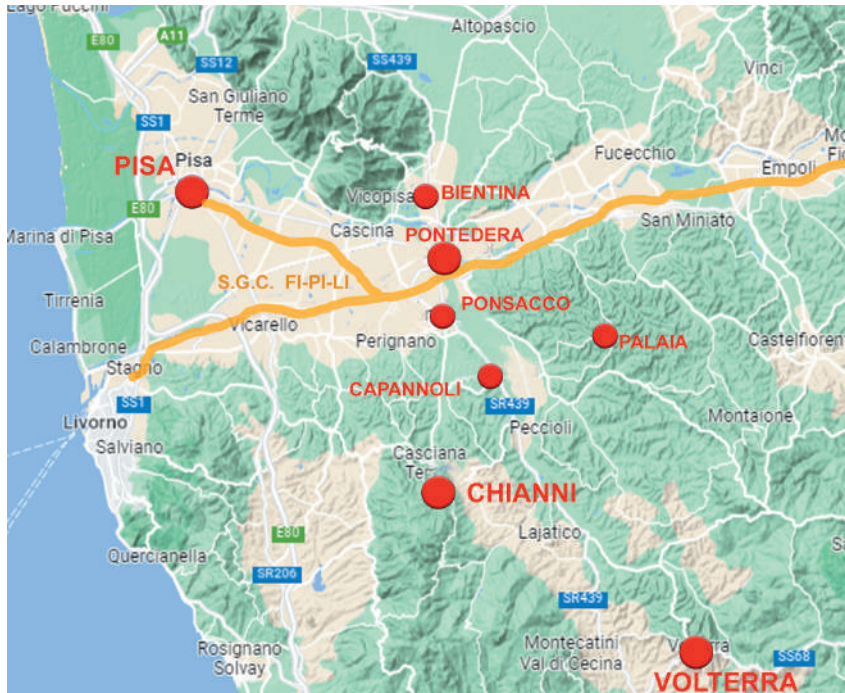 Lago Puccini
Altopascio
E80
A11
SS12
SS439
Vinci
San Giuliano
Terme
SS1
Fucecchio
PISA
Pisa
Empoli
Vicopisa
BIENTINA
E80
San Miniato
Cascina
Marina di Pisa
PONTEDERA
S.G.C. FI-PI-LI
Tirrenia
PONSACCO
Vicarello
Perignano
PALAIA
Castelfiorent
Calambrone
Stagno
CAPANNOLI
SS1
SR439
Montaione
Livorno
Peccioli
Salviano
Casciana
Ter
CHIANNI
Lajatico
E80
Quercianella
SR206
SR439
Rosignano
Solvay
Montecatini
Val di Cecina
SS68
VOLTERRA